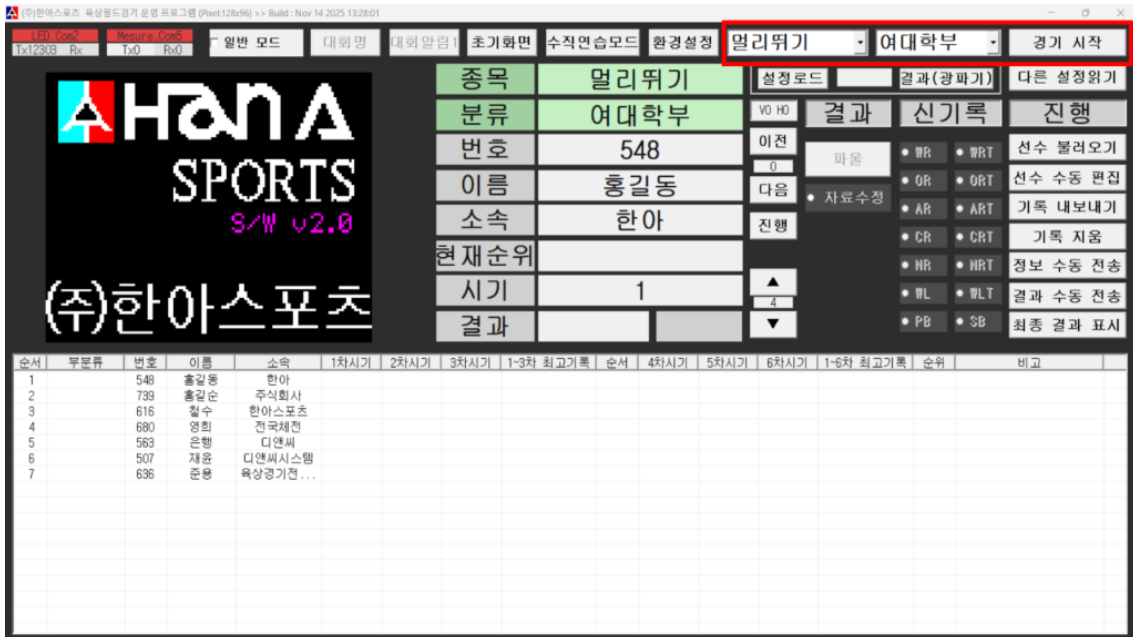 (주)한아스포츠 육상필드경기 운영 프로그램 (Pixel:128x96) >> Build : Nov 14 2025 13:28:01
LED.Com2 Mesure.Com5 일반 모드 대회명 대회알림1 초기화면 수직연습모드 환경설정 멀리뛰기 여대학부 경기 시작
Tx12303 Rx Tx0 Rx0
HanA
SPORTS
S/W v2.0
(주)한아스포츠
종목 멀리뛰기
분류 여대학부
번호 548
이름 홍길동
소속 한아
현재순위
시기 1
결과
설정로드 결과(광파기) 다른 설정읽기
V0 H0 결과 신기록 진행
이전
0
다음
진행
▲
4
▼
파울
자료수정
WR WRT
OR ORT
AR ART
CR CRT
NR NRT
WL WLT
PB SB
선수 불러오기
선수 수동 편집
기록 내보내기
기록 지움
정보 수동 전송
결과 수동 전송
최종 결과 표시
순서 부분류 번호 이름 소속 1차시기 2차시기 3차시기 1~3차 최고기록 순서 4차시기 5차시기 6차시기 1~6차 최고기록 순위 비고
1 548 홍길동 한아
2 739 홍길순 주식회사
3 616 철수 한아스포츠
4 680 영희 전국체전
5 563 은행 디앤씨
6 507 재윤 디앤씨시스템
7 636 준용 육상경기전...